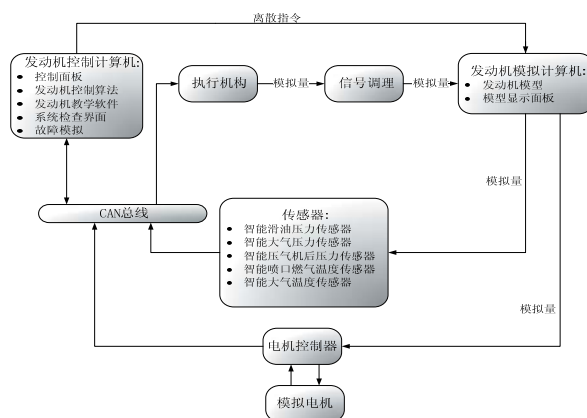 离散指令
发动机控制计算机:
● 控制面板
● 发动机控制算法
● 发动机教学软件
● 系统检查界面
● 故障模拟
执行机构
模拟量
信号调理
模拟量
发动机模拟计算机:
● 发动机模型
● 模型显示面板
模拟量
CAN总线
传感器:
● 智能滑油压力传感器
● 智能大气压力传感器
● 智能压气机后压力传感器
● 智能喷口燃气温度传感器
● 智能大气温度传感器
模拟量
电机控制器
模拟电机